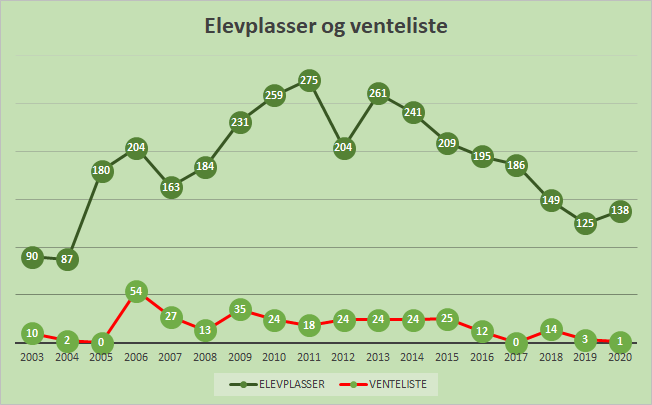 Elevplasser og venteliste
90 87 180 204 163 184 231 259 275 204 261 241 209 195 186 149 125 138
10 2 0 54 27 13 35 24 18 24 24 24 25 12 0 14 3 1
2003 2004 2005 2006 2007 2008 2009 2010 2011 2012 2013 2014 2015 2016 2017 2018 2019 2020
ELEVPLASSER VENTELISTE